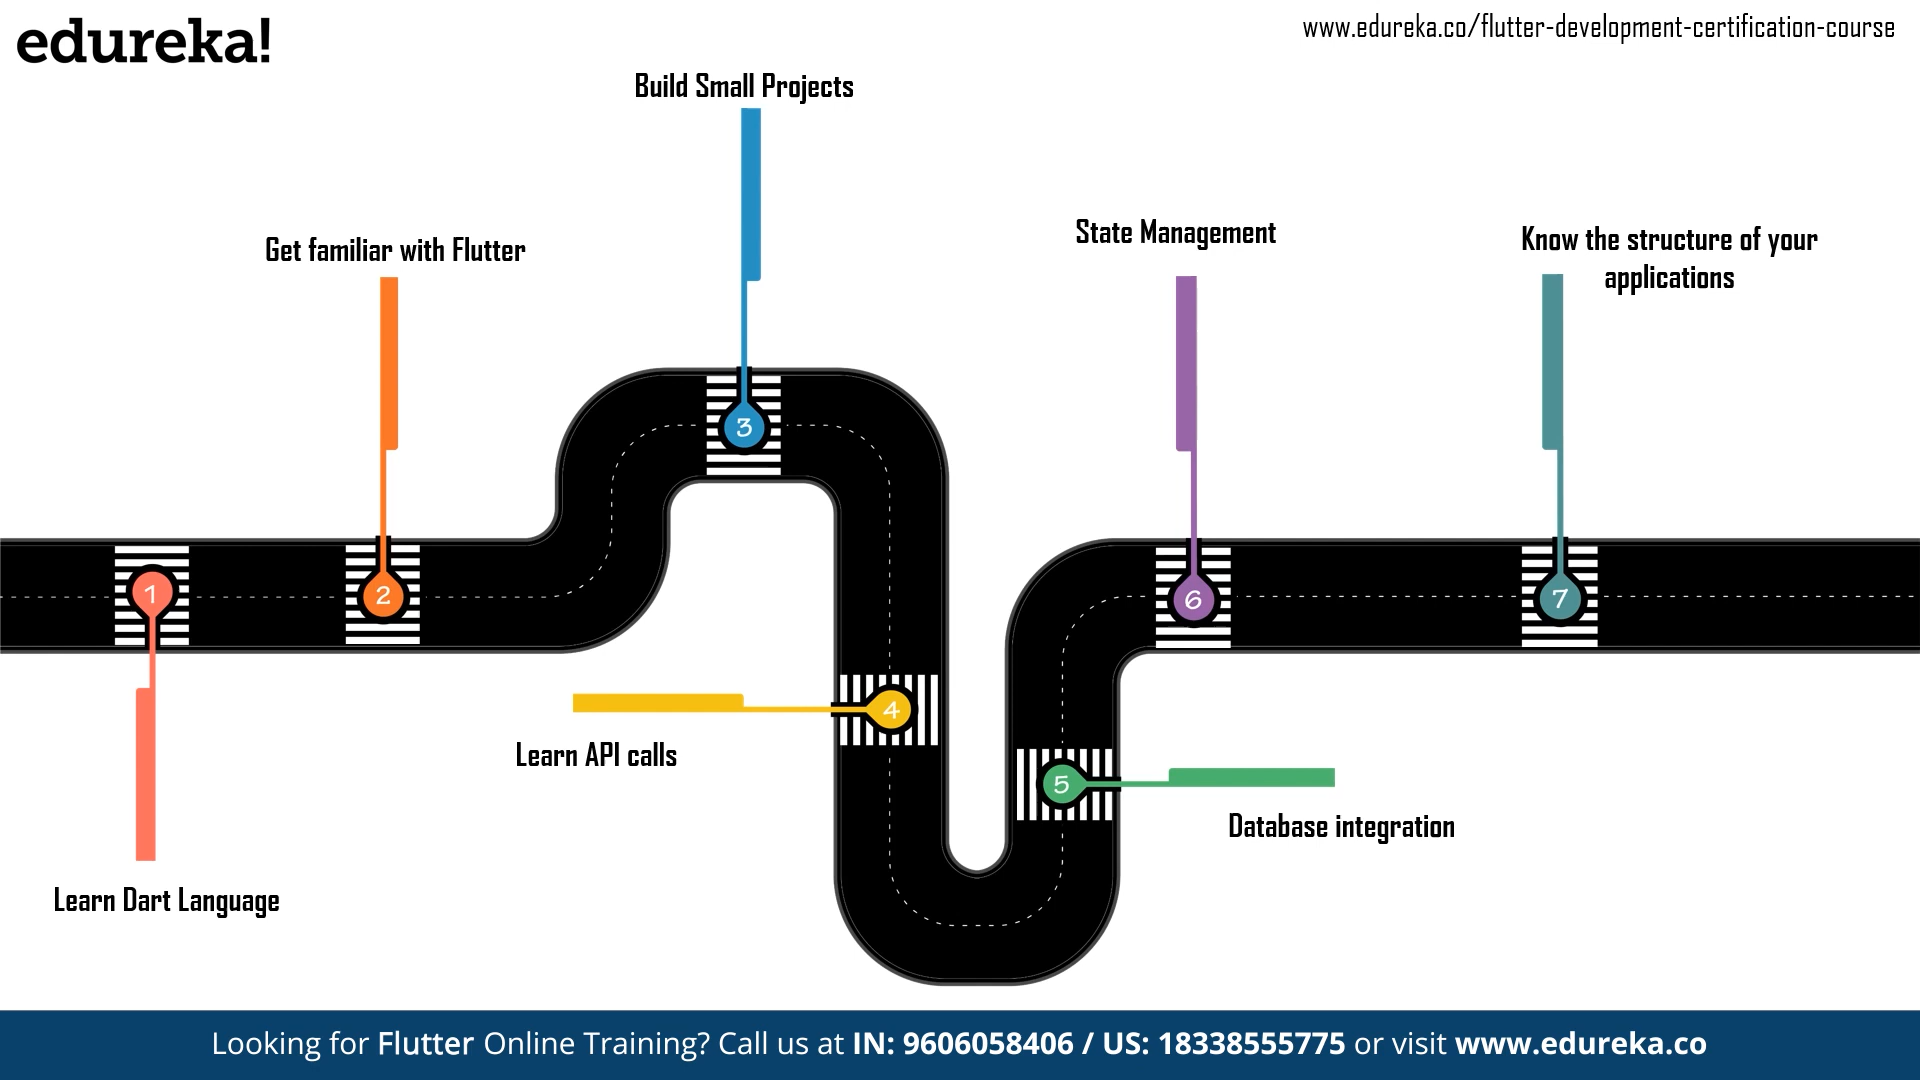 edureka!
www.edureka.co/flutter-development-certification-course
Build Small Projects
Get familiar with Flutter
State Management
Know the structure of your
applications
3
1
2
6
7
4
Learn API calls
5
Database integration
Learn Dart Language
Looking for Flutter Online Training? Call us at IN: 9606058406 / US: 18338555775 or visit www.edureka.co